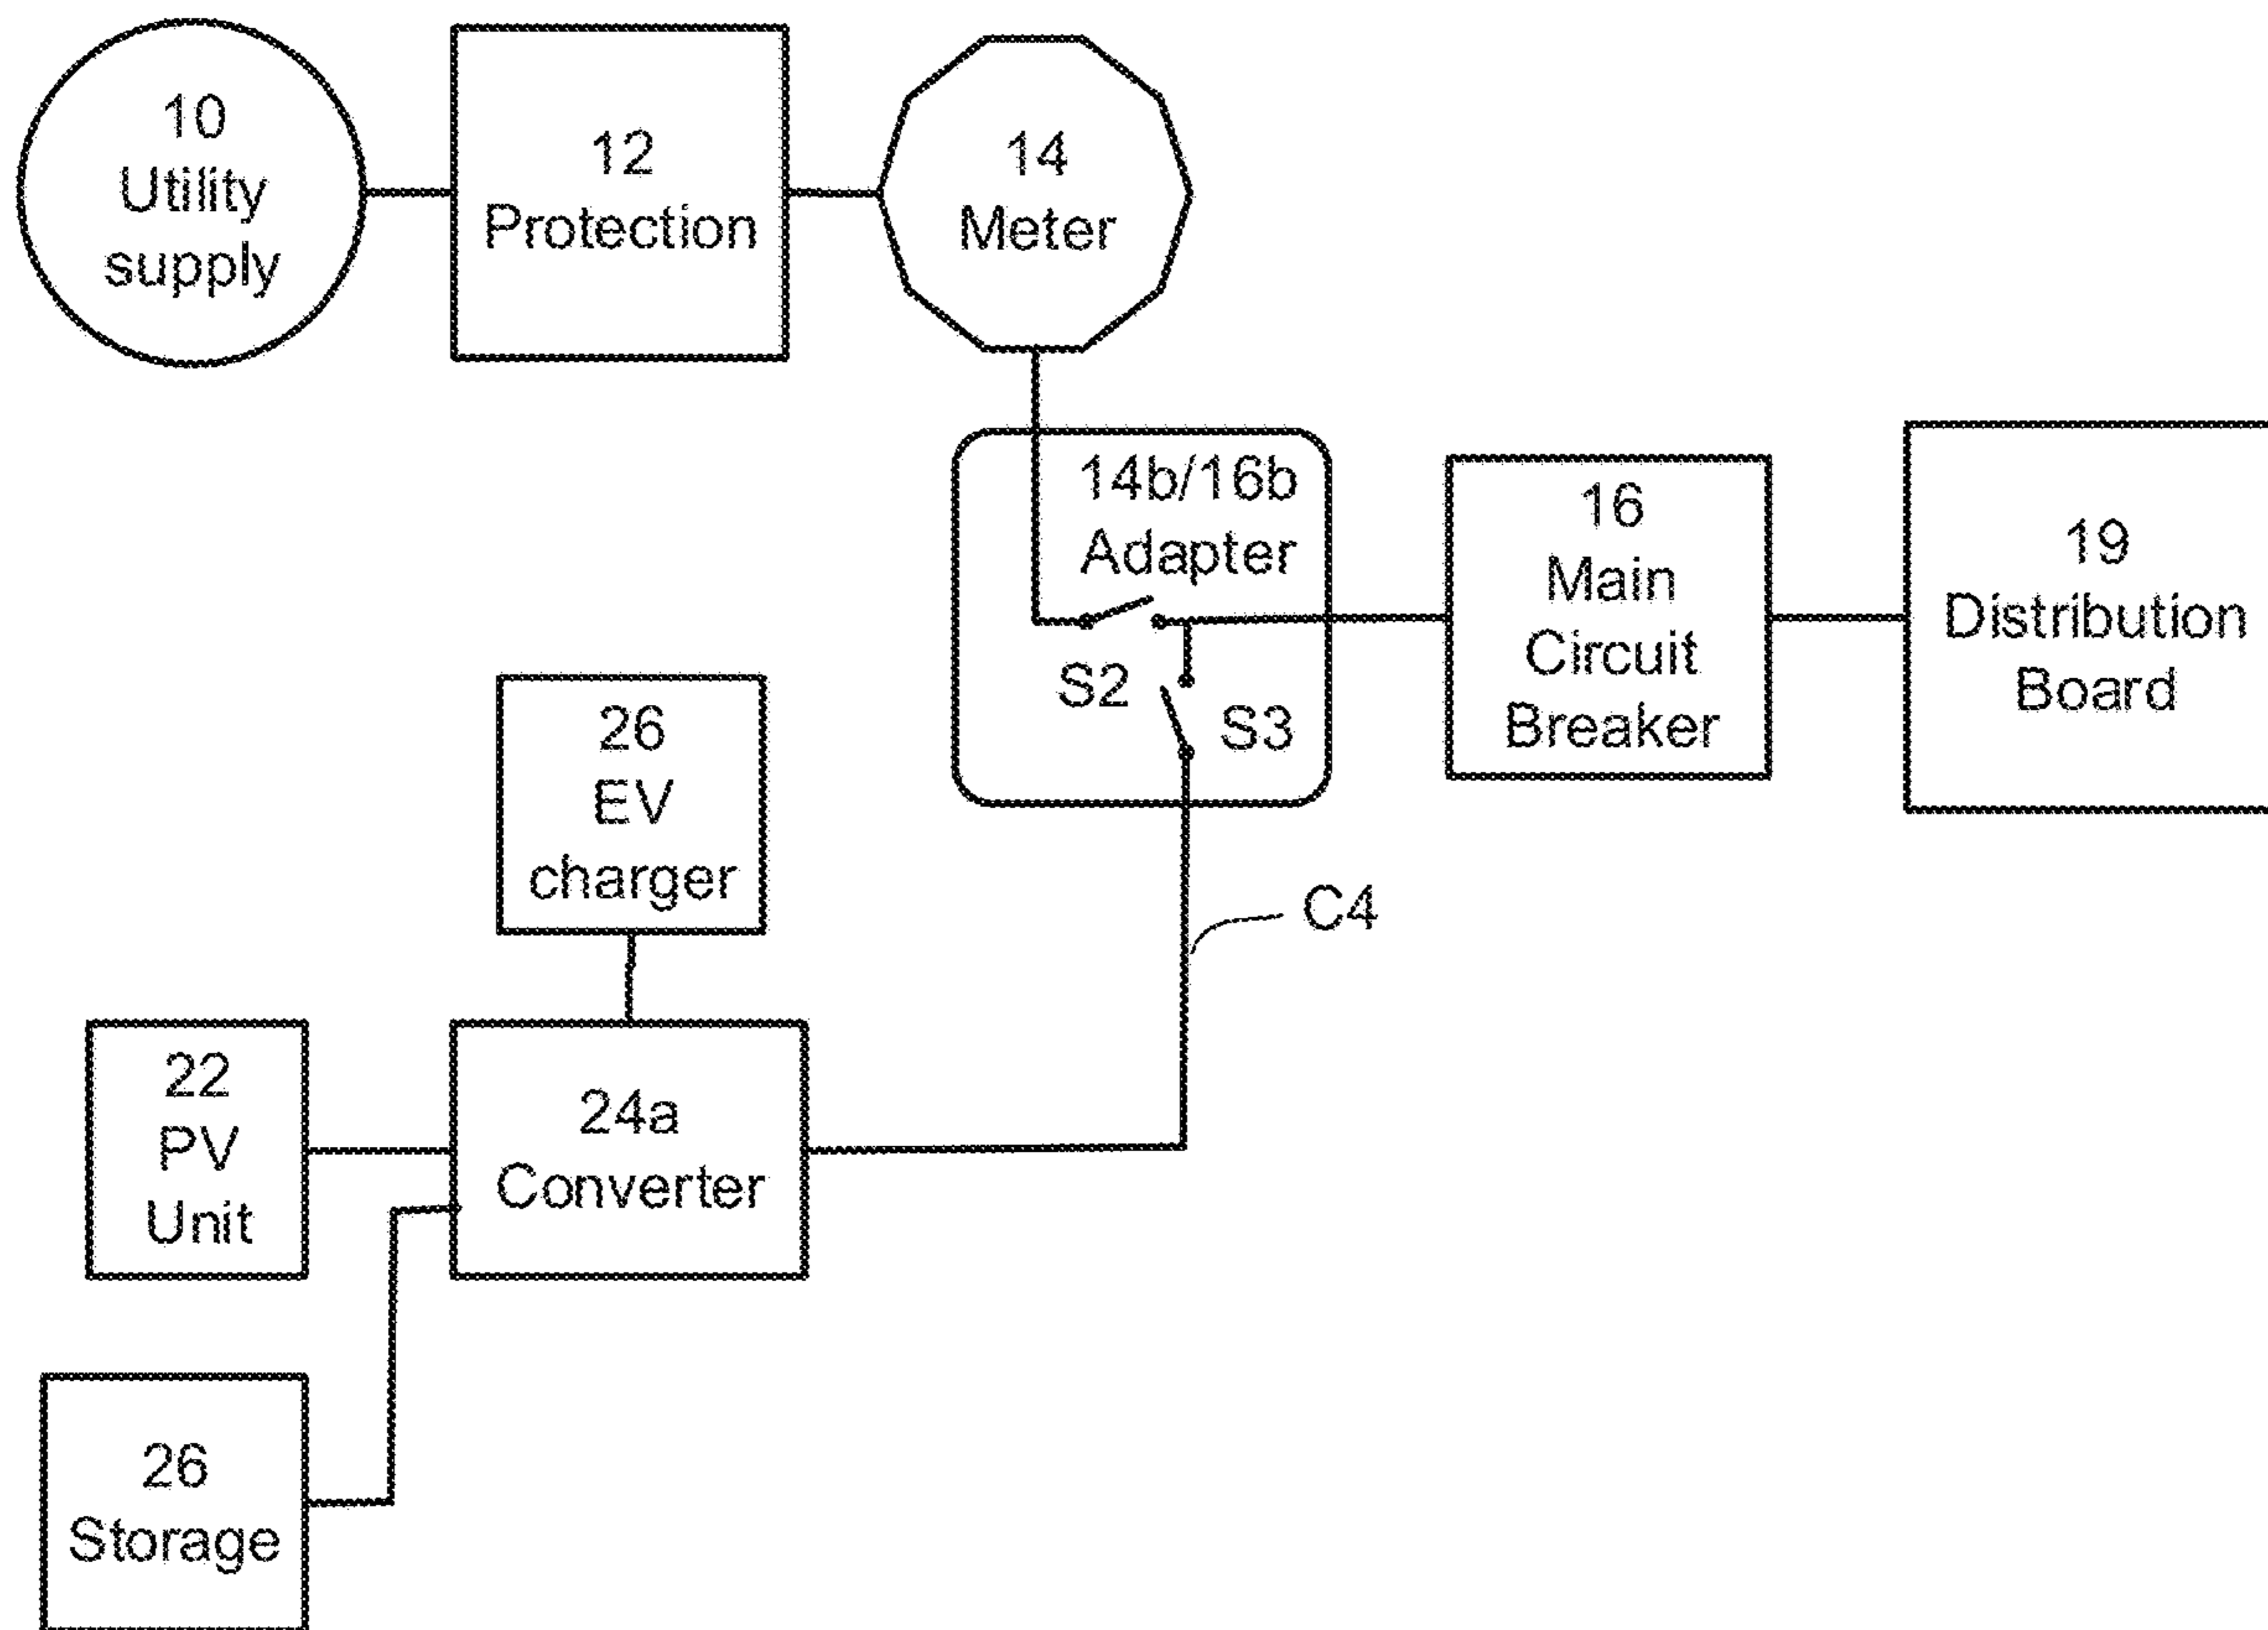 10
Utility
supply
12
Protection
14
Meter
14b/16b
Adapter
S2
S3
16
Main
Circuit
Breaker
19
Distribution
Board
26
EV
charger
C4
22
PV
Unit
24a
Converter
26
Storage